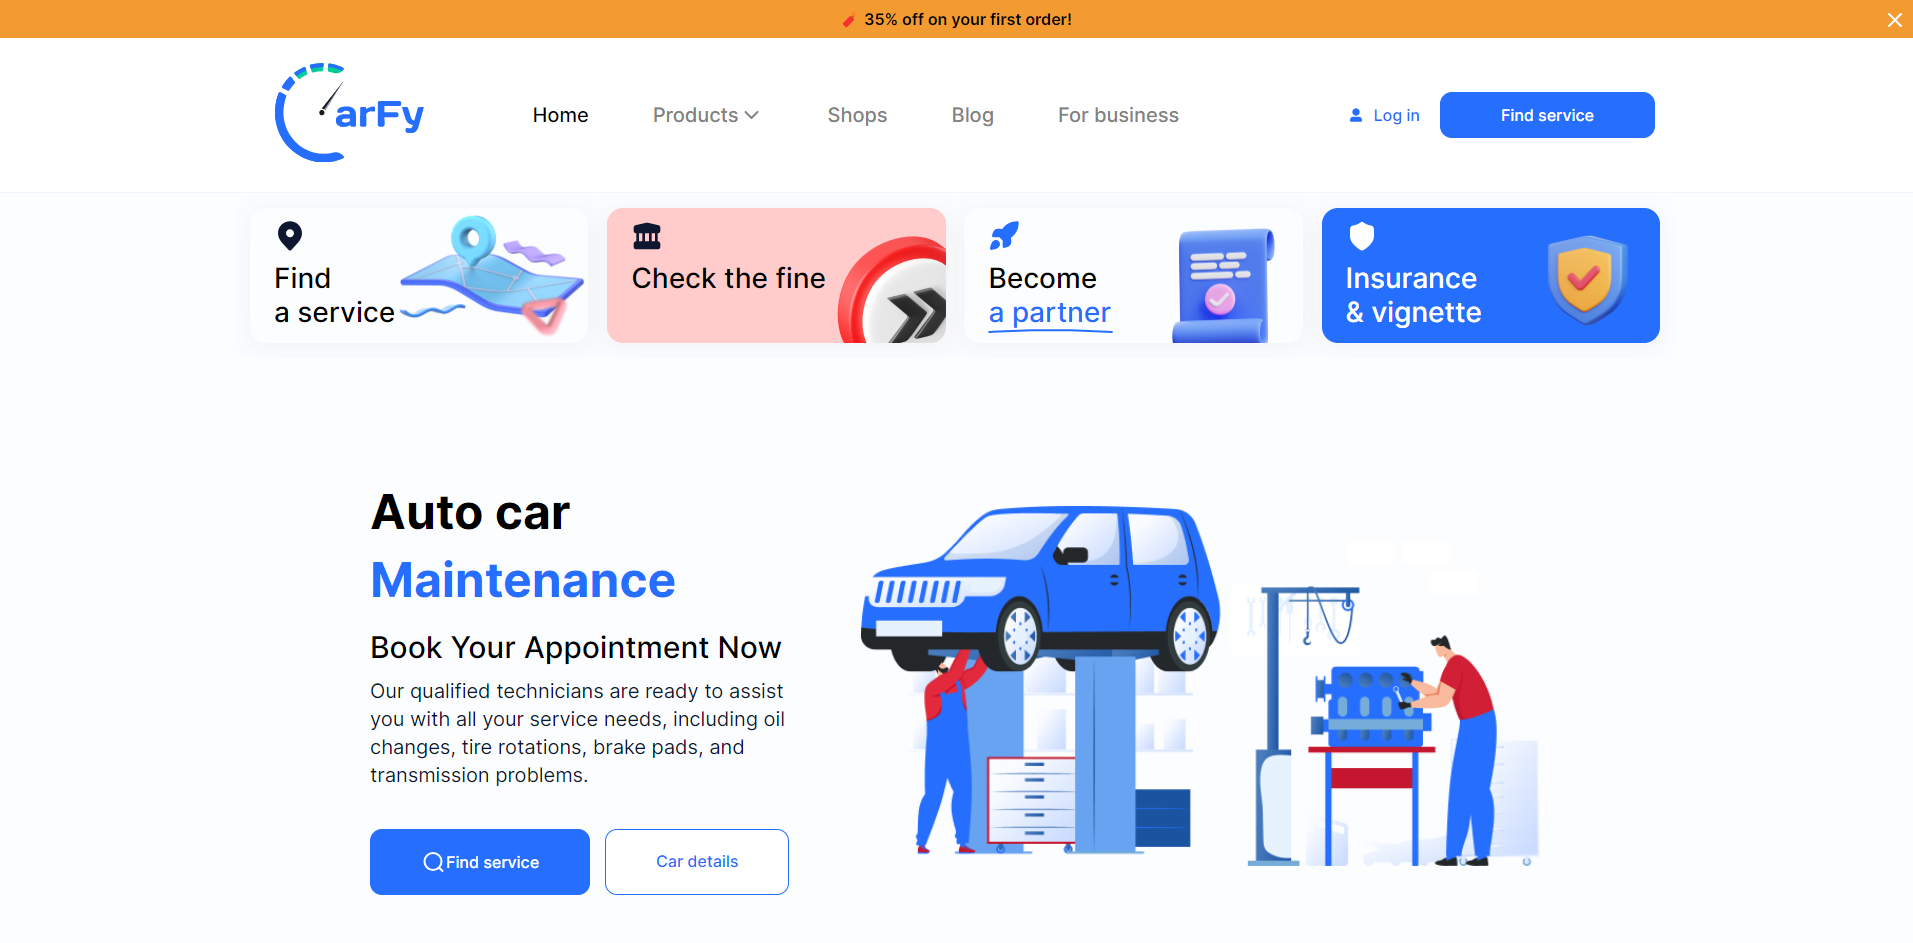 35% off on your first order!
arFy
Home
Products
Shops
Blog
For business
Log in
Find service
Find
a service
Check the fine
Become
a partner
Insurance
& vignette
Auto car
Maintenance
Book Your Appointment Now
Our qualified technicians are ready to assist
you with all your service needs, including oil
changes, tire rotations, brake pads, and
transmission problems.
Find service
Car details